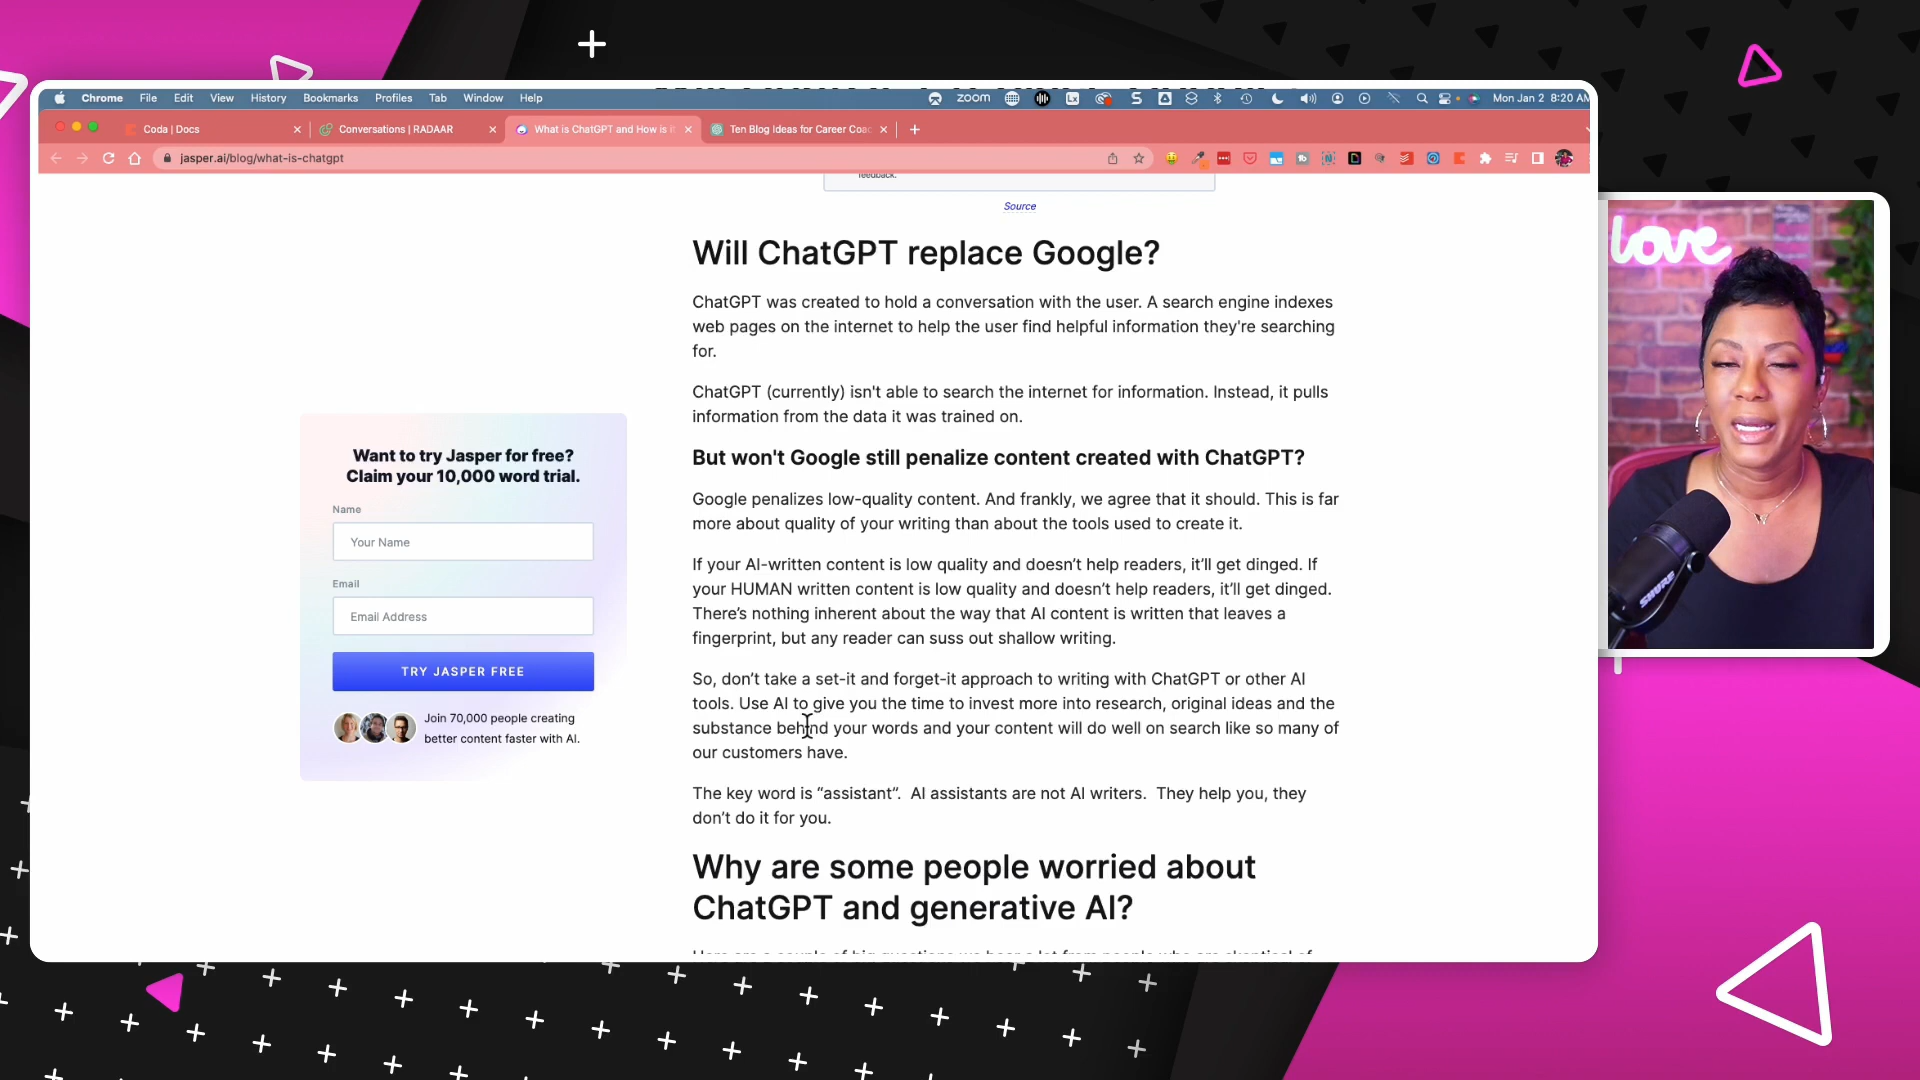 Chrome File Edit View History Bookmarks Profiles Tab Window Help
zoom
Mon Jan 2 8:20 AM
Coda | Docs
Conversations | RADAAR
What is ChatGPT and How is it
Ten Blog Ideas for Career Coac
jasper.ai/blog/what-is-chatgpt
feedback.
Source
love
Will ChatGPT replace Google?
ChatGPT was created to hold a conversation with the user. A search engine indexes
web pages on the internet to help the user find helpful information they're searching
for.
ChatGPT (currently) isn't able to search the internet for information. Instead, it pulls
information from the data it was trained on.
But won't Google still penalize content created with ChatGPT?
Google penalizes low-quality content. And frankly, we agree that it should. This is far
more about quality of your writing than about the tools used to create it.
If your AI-written content is low quality and doesn’t help readers, it’ll get dinged. If
your HUMAN written content is low quality and doesn’t help readers, it’ll get dinged.
There’s nothing inherent about the way that AI content is written that leaves a
fingerprint, but any reader can suss out shallow writing.
So, don’t take a set-it and forget-it approach to writing with ChatGPT or other AI
tools. Use AI to give you the time to invest more into research, original ideas and the
substance behind your words and your content will do well on search like so many of
our customers have.
The key word is “assistant”. AI assistants are not AI writers. They help you, they
don’t do it for you.
Why are some people worried about
ChatGPT and generative AI?
Want to try Jasper for free?
Claim your 10,000 word trial.
Name
Your Name
Email
Email Address
TRY JASPER FREE
Join 70,000 people creating
better content faster with AI.
SHURE